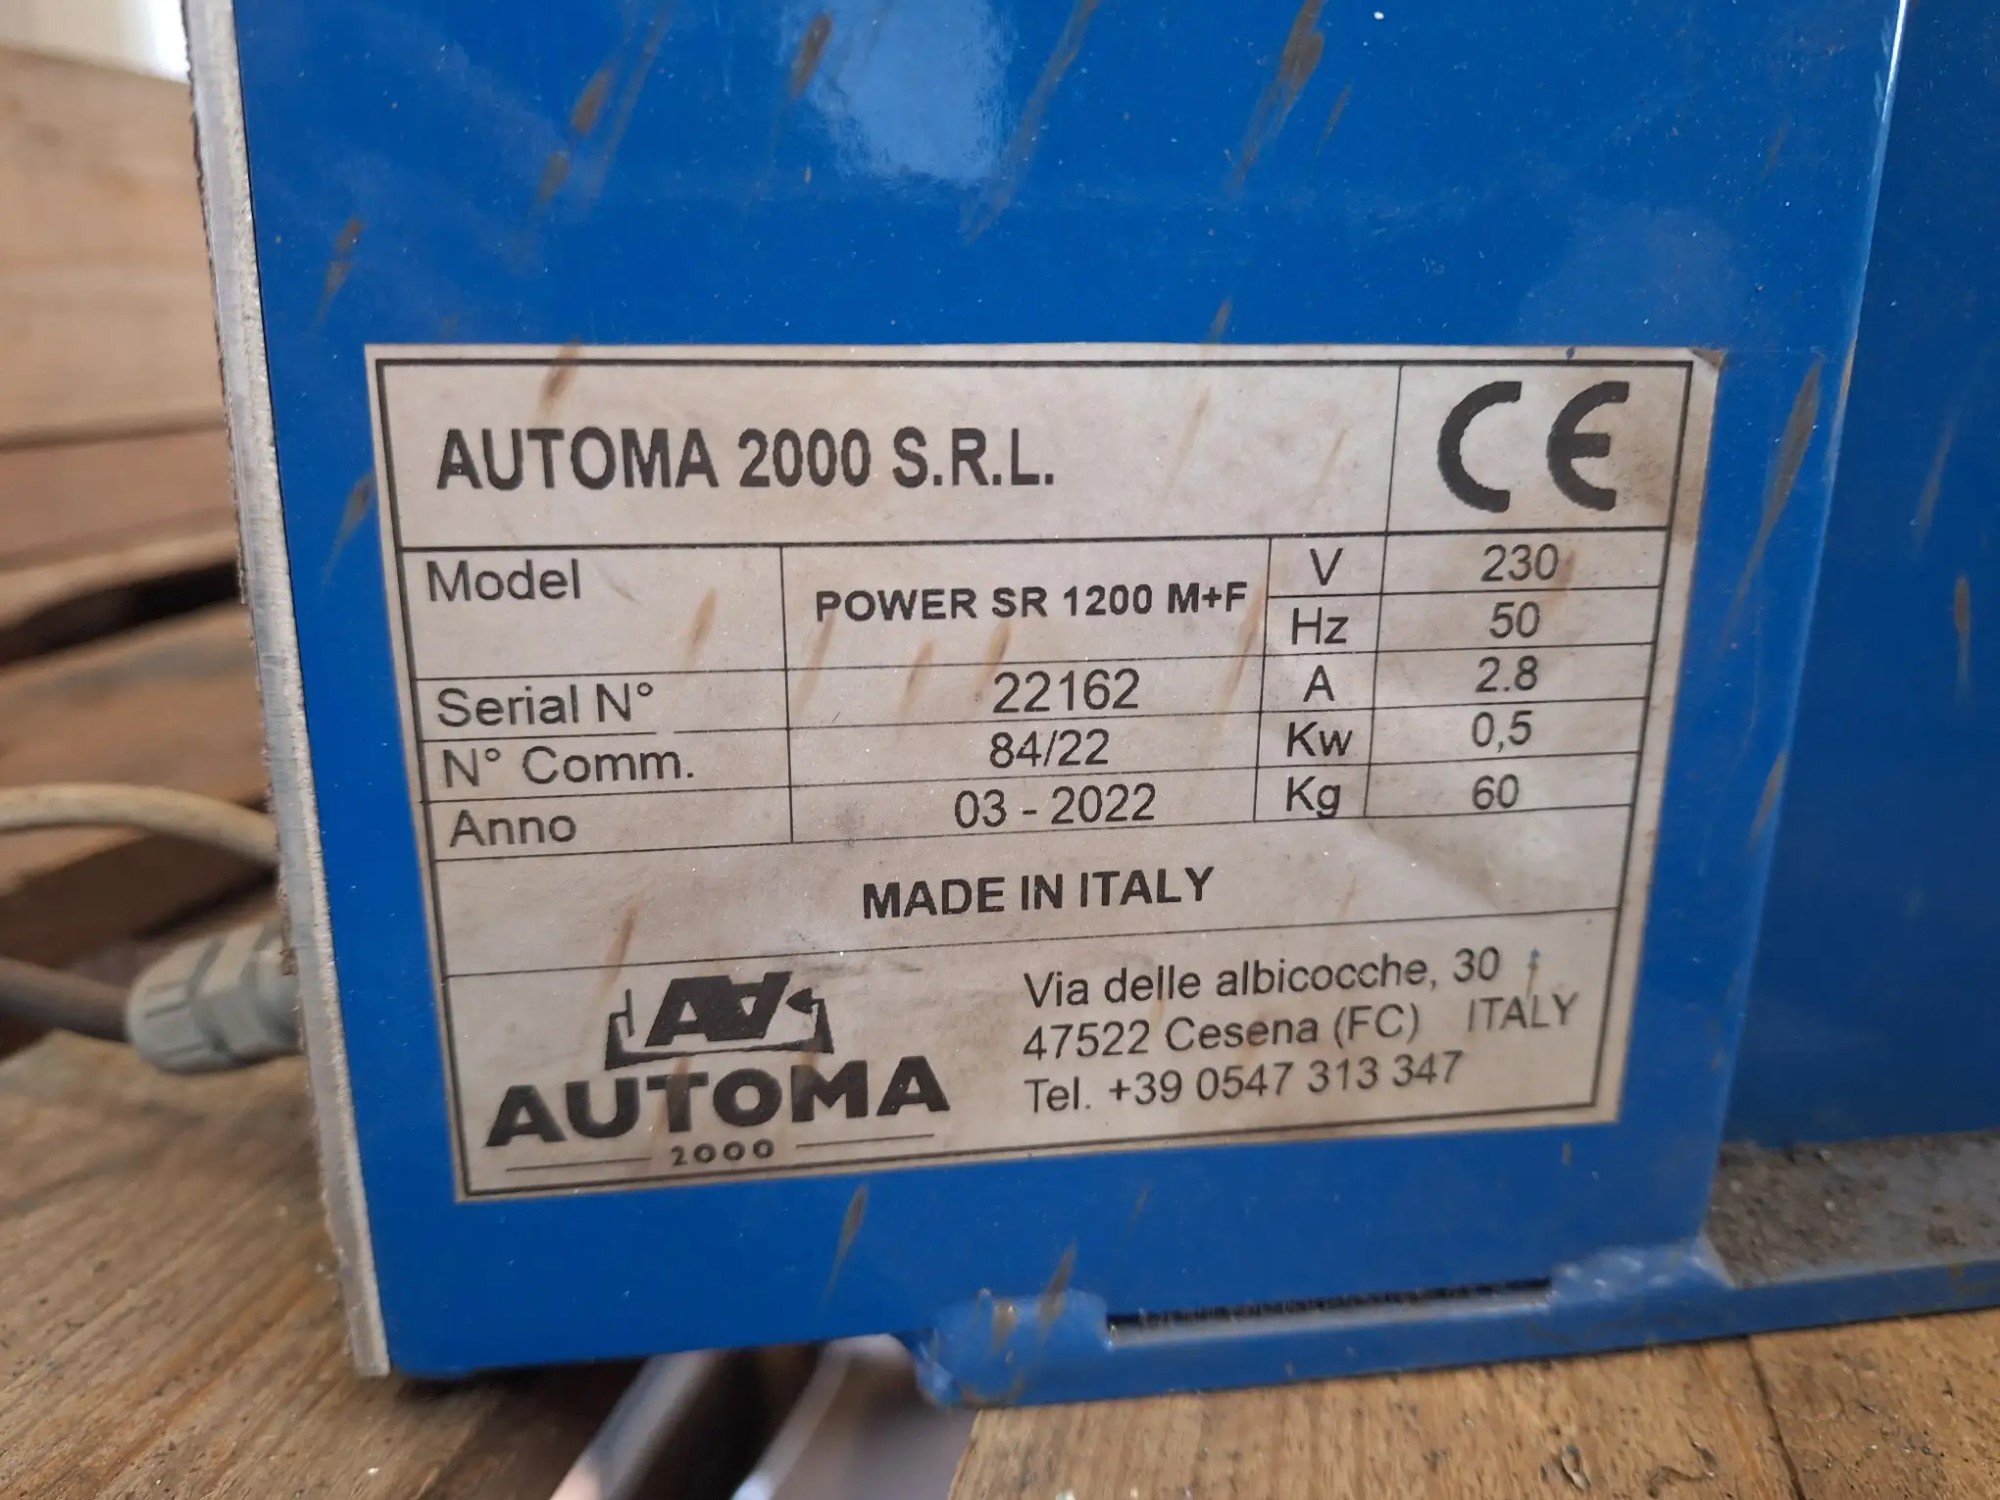 AUTOMA 2000 S.R.L.
CE
Model POWER SR 1200 M+F V 230
Hz 50
Serial N° 22162 A 2.8
N° Comm. 84/22 Kw 0,5
Anno 03 - 2022 Kg 60
MADE IN ITALY
AUTOMA
2000
Via delle albicocche, 30
47522 Cesena (FC) ITALY
Tel. +39 0547 313 347